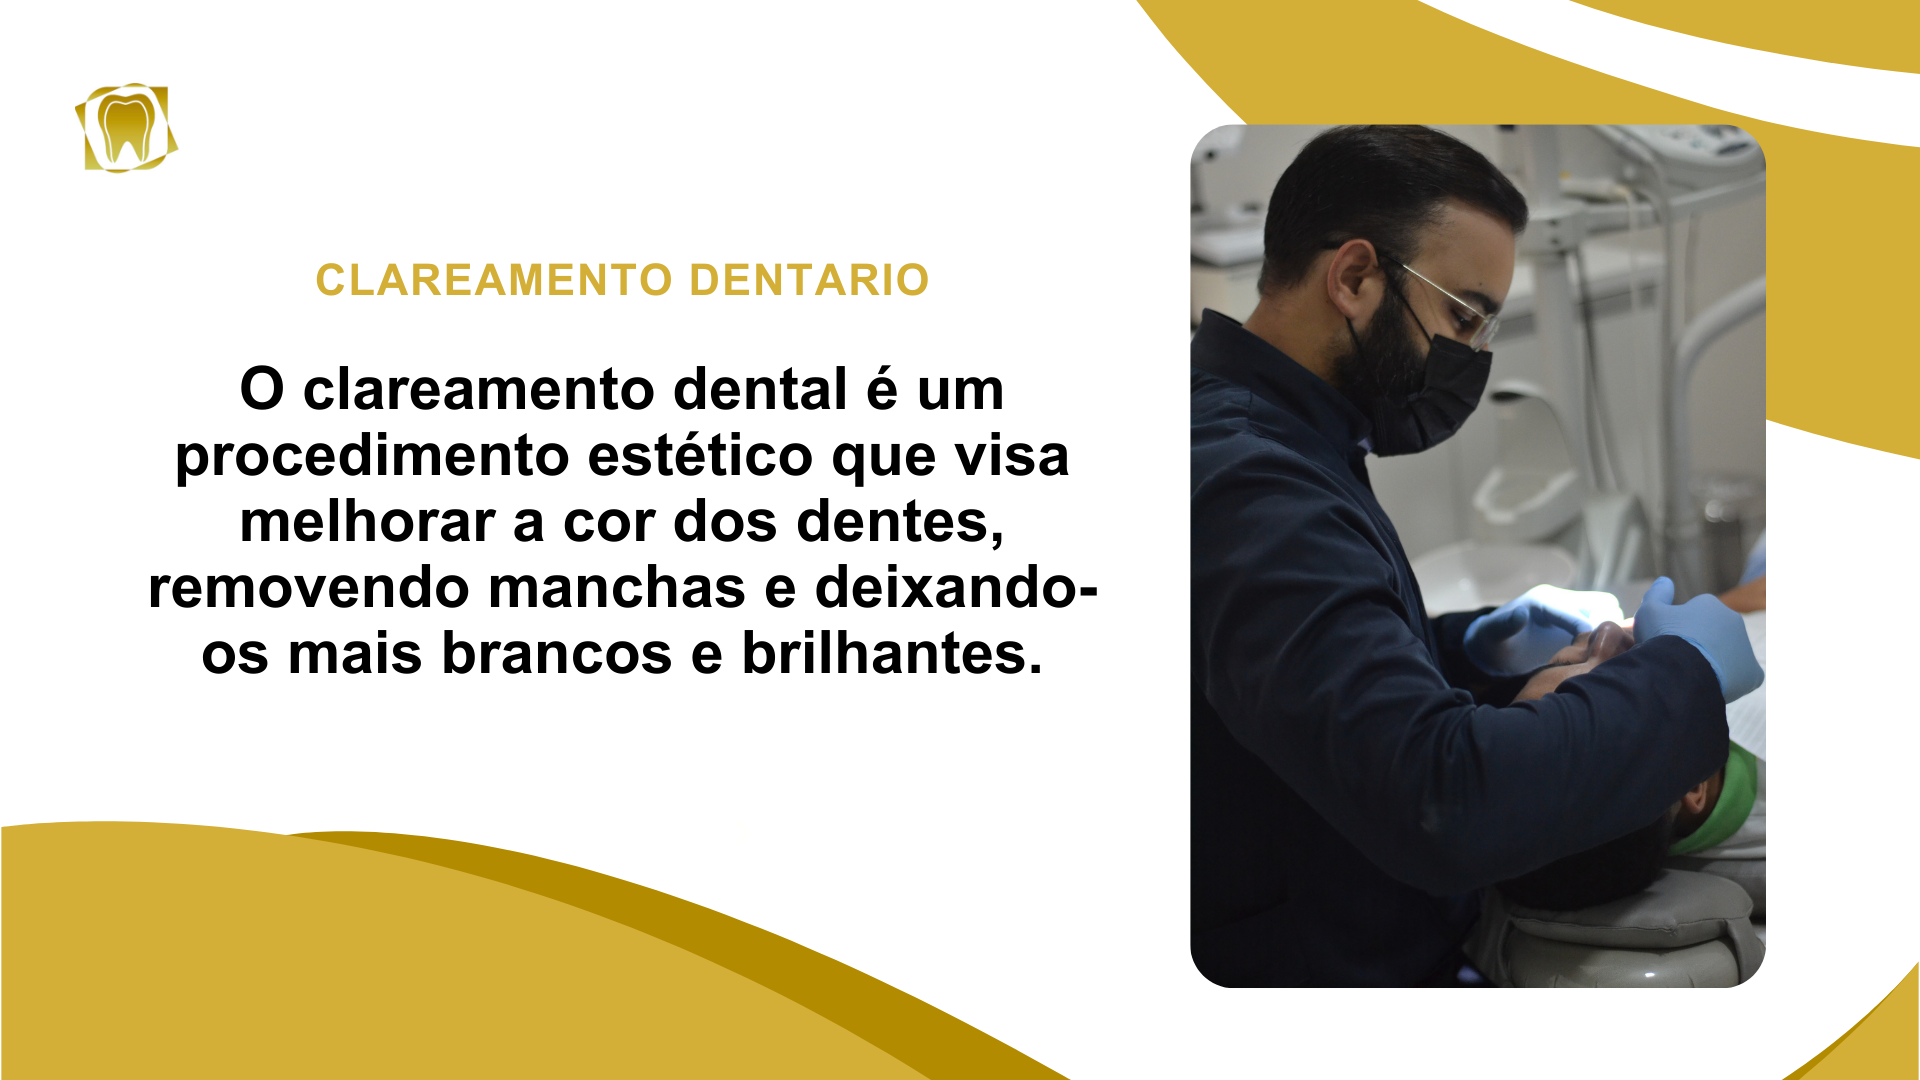 CLAREAMENTO DENTARIO
O clareamento dental é um
procedimento estético que visa
melhorar a cor dos dentes,
removendo manchas e deixando-
os mais brancos e brilhantes.